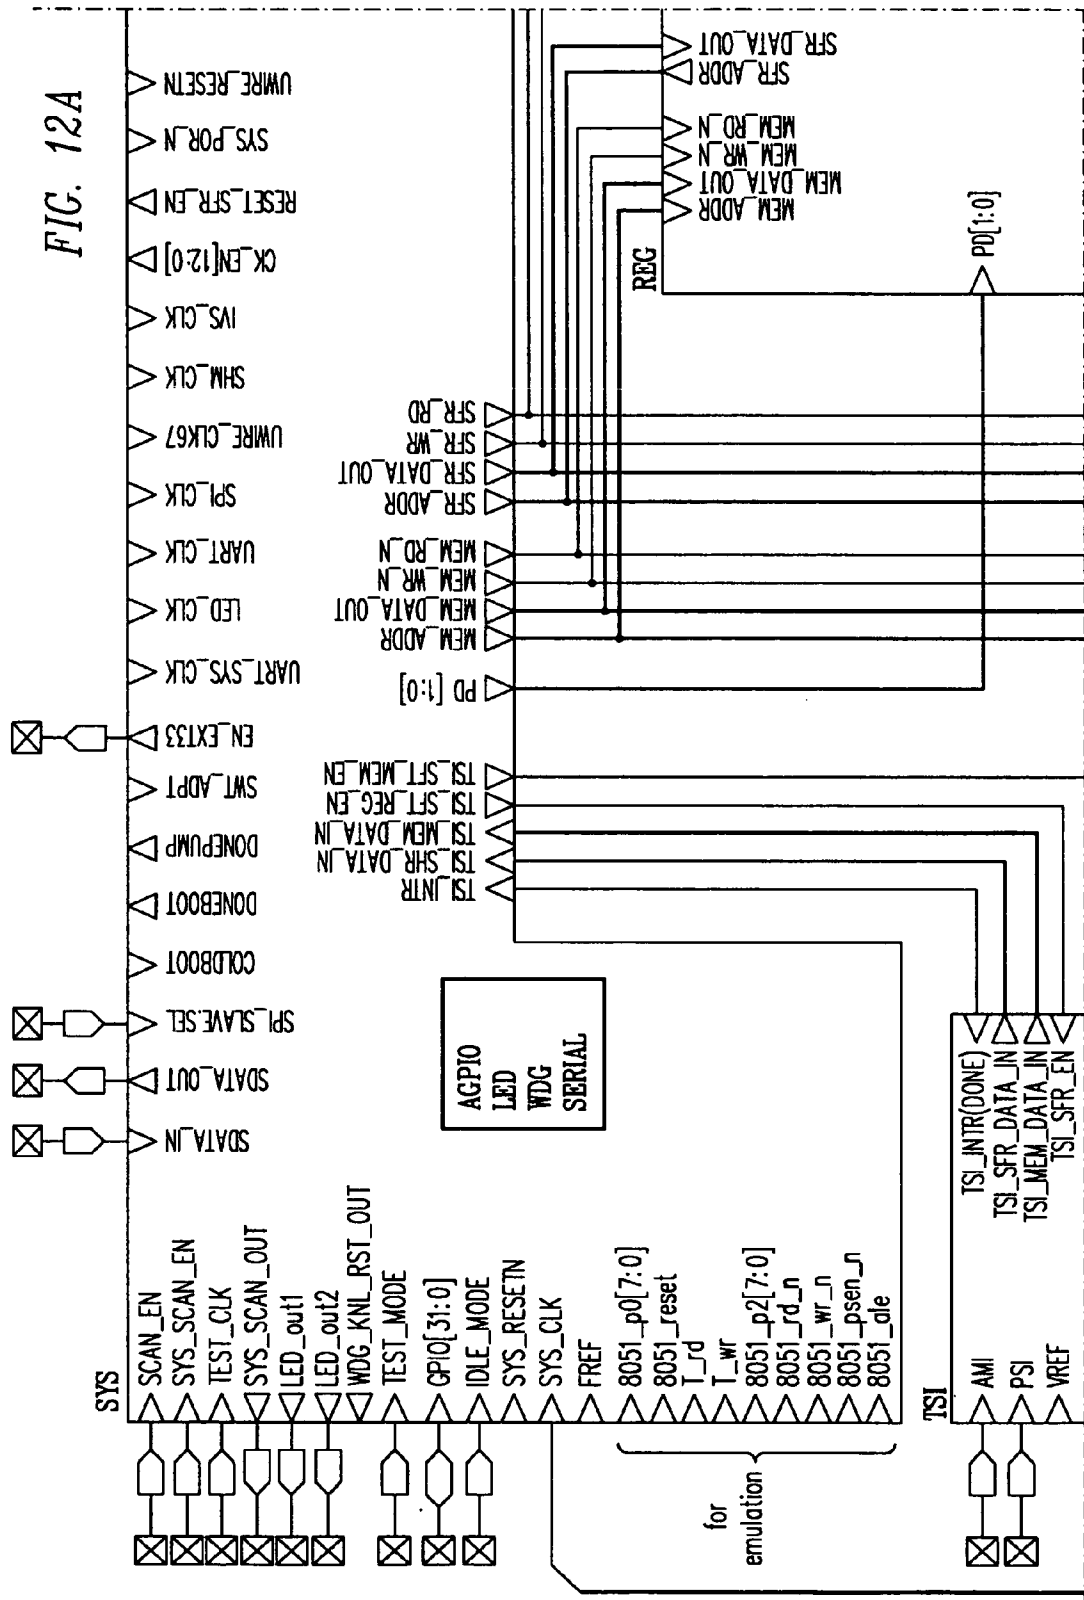 FIG. 12A
UWIRE_RESETN
SYS_POR_N
RESET_SFR_EN
CK_EN[12:0]
IVS_CLK
SHM_CLK
UWIRE_CLK67
SPI_CLK
UART_CLK
LED_CLK
UART_SYS_CLK
EN_EXT33
SWT_ADPT
DONEPUMP
DONEBOOT
COLDBOOT
SPI_SLAVE.SEL
SDATA_OUT
SDATA_IN
SYS
SCAN_EN
SYS_SCAN_EN
TEST_CLK
SYS_SCAN_OUT
LED_out1
LED_out2
WDG_KNL_RST_OUT
TEST_MODE
GPIO[31:0]
IDLE_MODE
SYS_RESETN
SYS_CLK
FREF
8051_p0[7:0]
8051_reset
T_rd
T_wr
8051_p2[7:0]
8051_rd_n
8051_wr_n
8051_psen_n
8051_ale
for
emulation
AGPIO
LED
WDG
SERIAL
SFR_RD
SFR_WR
SFR_DATA_OUT
SFR_ADDR
MEM_RD_N
MEM_WR_N
MEM_DATA_OUT
MEM_ADDR
PD [1:0]
TSI_SFT_MEM_EN
TSI_SFT_REG_EN
TSI_MEM_DATA_IN
TSI_SHR_DATA_IN
TSI_INTR
REG
SFR_DATA_OUT
SFR_ADDR
MEM_RD_N
MEM_WR_N
MEM_DATA_OUT
MEM_ADDR
PD[1:0]
TSI
AMI
PSI
VREF
TSI_INTR(DONE)
TSI_SFR_DATA_IN
TSI_MEM_DATA_IN
TSI_SFR_EN